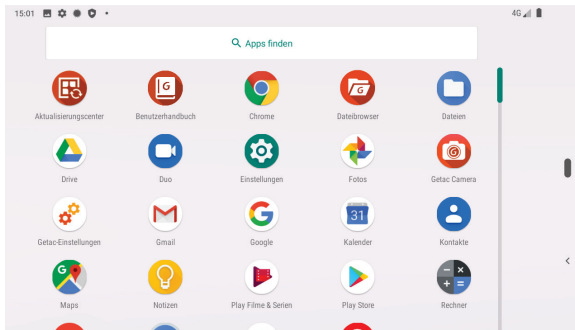 15:01 4G
Apps finden
Aktualisierungscenter Benutzerhandbuch Chrome Dateibrowser Dateien
Drive Duo Einstellungen Fotos Getac Camera
31
Getac-Einstellungen Gmail Google Kalender Kontakte
Maps Notizen Play Filme & Serien Play Store Rechner